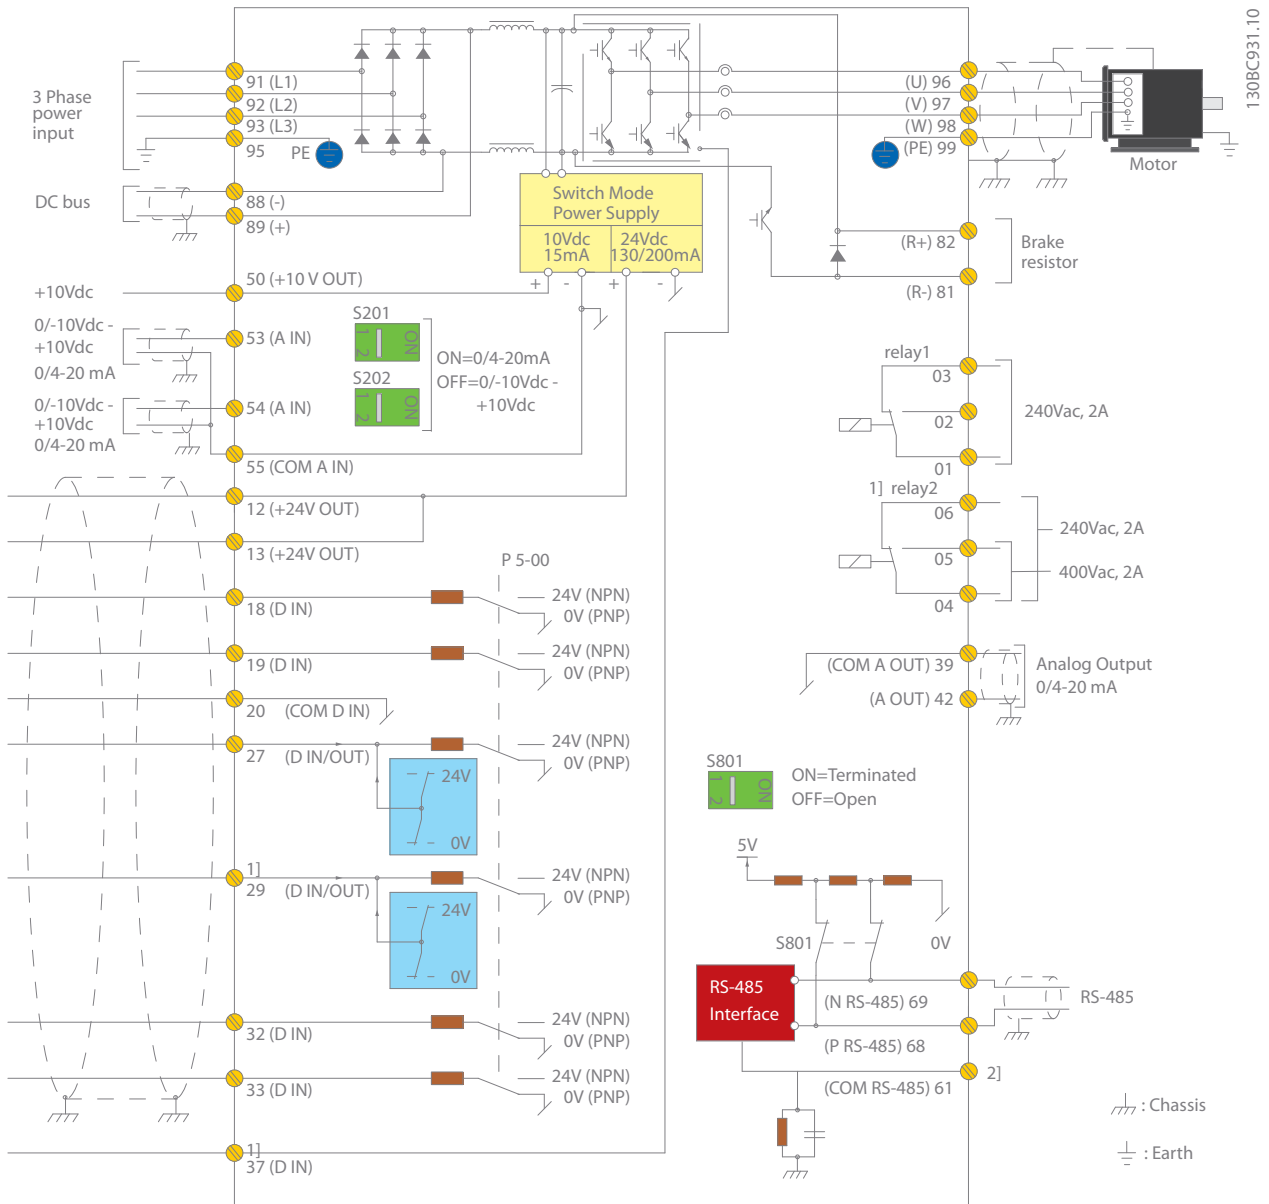 130BC931.10
3 Phase
power
input
91 (L1)
92 (L2)
93 (L3)
95
PE
DC bus
88 (-)
89 (+)
Switch Mode
Power Supply
10Vdc
15mA
24Vdc
130/200mA
+ - + -
(U) 96
(V) 97
(W) 98
(PE) 99
Motor
(R+) 82
(R-) 81
Brake
resistor
+10Vdc
50 (+10 V OUT)
0/-10Vdc -
+10Vdc
0/4-20 mA
53 (A IN)
0/-10Vdc -
+10Vdc
0/4-20 mA
54 (A IN)
55 (COM A IN)
S201
1 2
ON
S202
1 2
ON
ON=0/4-20mA
OFF=0/-10Vdc -
+10Vdc
relay1
03
02
01
240Vac, 2A
1] relay2
06
05
04
240Vac, 2A
400Vac, 2A
12 (+24V OUT)
13 (+24V OUT)
P 5-00
18 (D IN)
24V (NPN)
0V (PNP)
19 (D IN)
24V (NPN)
0V (PNP)
20 (COM D IN)
27 (D IN/OUT)
24V (NPN)
0V (PNP)
24V
0V
1]
29 (D IN/OUT)
24V (NPN)
0V (PNP)
24V
0V
32 (D IN)
24V (NPN)
0V (PNP)
33 (D IN)
24V (NPN)
0V (PNP)
1]
37 (D IN)
(COM A OUT) 39
(A OUT) 42
Analog Output
0/4-20 mA
S801
1 2
ON
ON=Terminated
OFF=Open
5V
S801
0V
RS-485
Interface
(N RS-485) 69
(P RS-485) 68
(COM RS-485) 61
RS-485
2]
: Chassis
: Earth